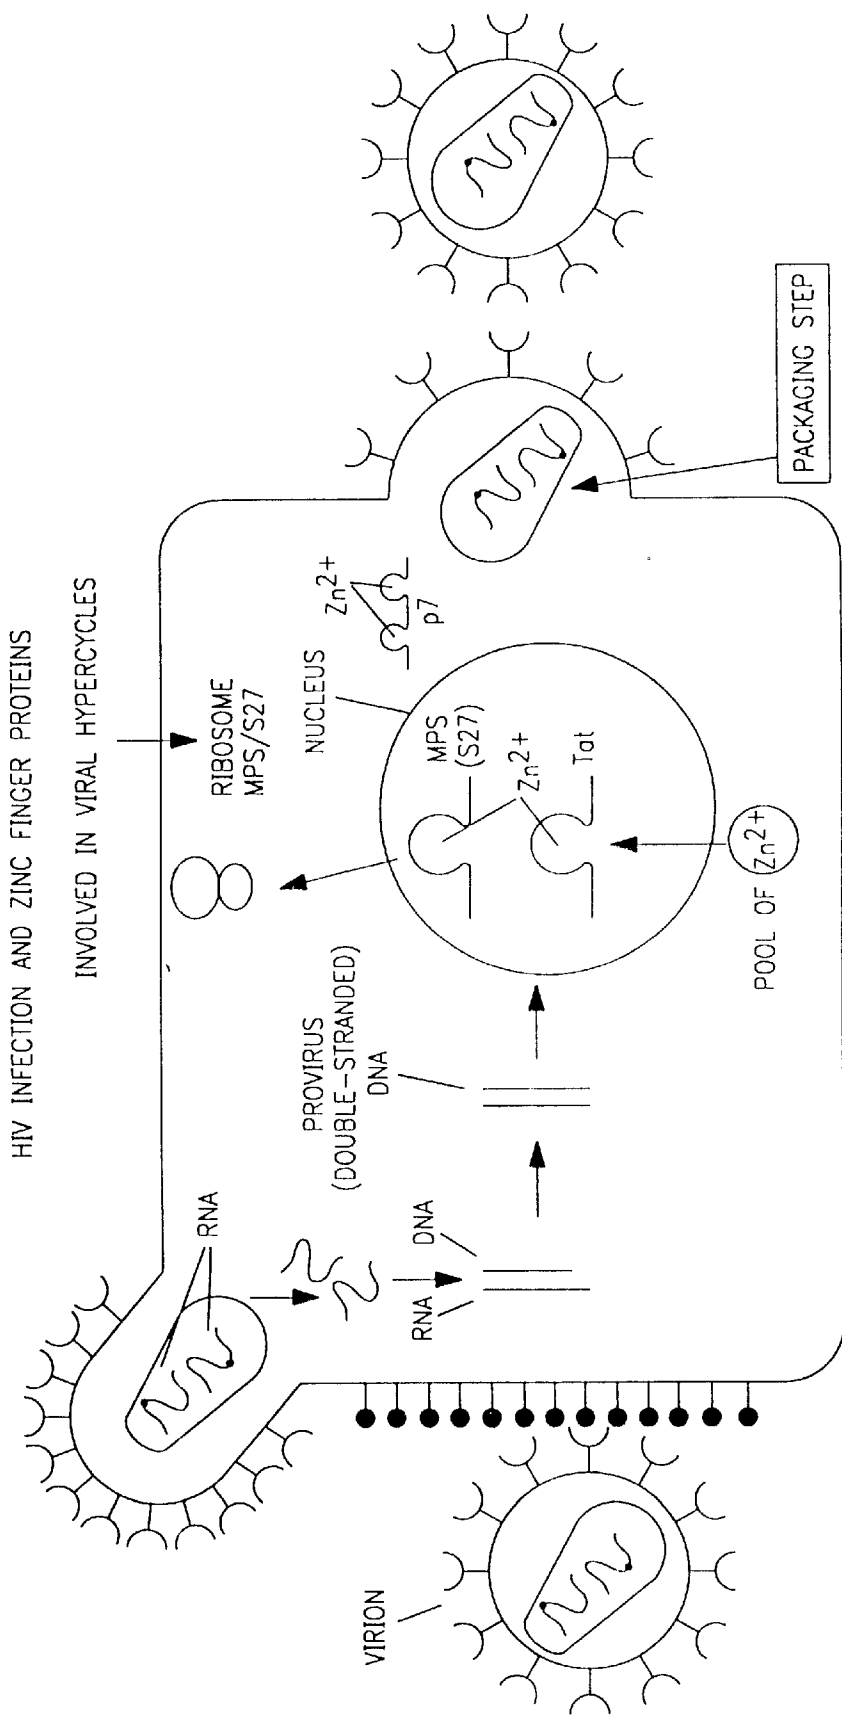 HIV INFECTION AND ZINC FINGER PROTEINS
INVOLVED IN VIRAL HYPERCYCLES
RNA
RIBOSOME
MPS/S27
PROVIRUS
(DOUBLE-STRANDED)
DNA
NUCLEUS
Zn2+
p7
RNA
DNA
MPS
(S27)
Zn2+
Tat
VIRION
POOL OF Zn2+
PACKAGING STEP